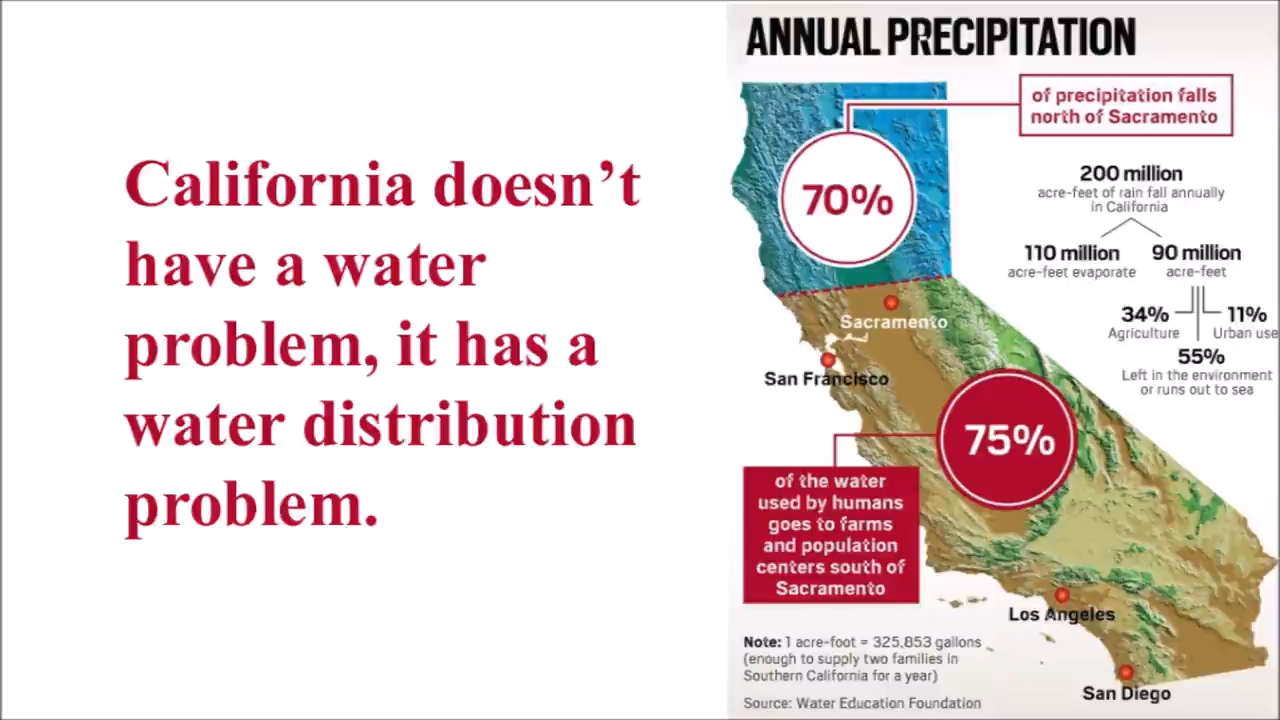 California doesn’t
have a water
problem, it has a
water distribution
problem.
ANNUAL PRECIPITATION
of precipitation falls
north of Sacramento
70%
200 million
acre-feet of rain fall annually
in California
110 million
acre-feet evaporate
90 million
acre-feet
34%
Agriculture
11%
Urban use
55%
Left in the environment
or runs out to sea
Sacramento
San Francisco
75%
of the water
used by humans
goes to farms
and population
centers south of
Sacramento
Los Angeles
San Diego
Note: 1 acre-foot = 325,853 gallons
(enough to supply two families in
Southern California for a year)
Source: Water Education Foundation